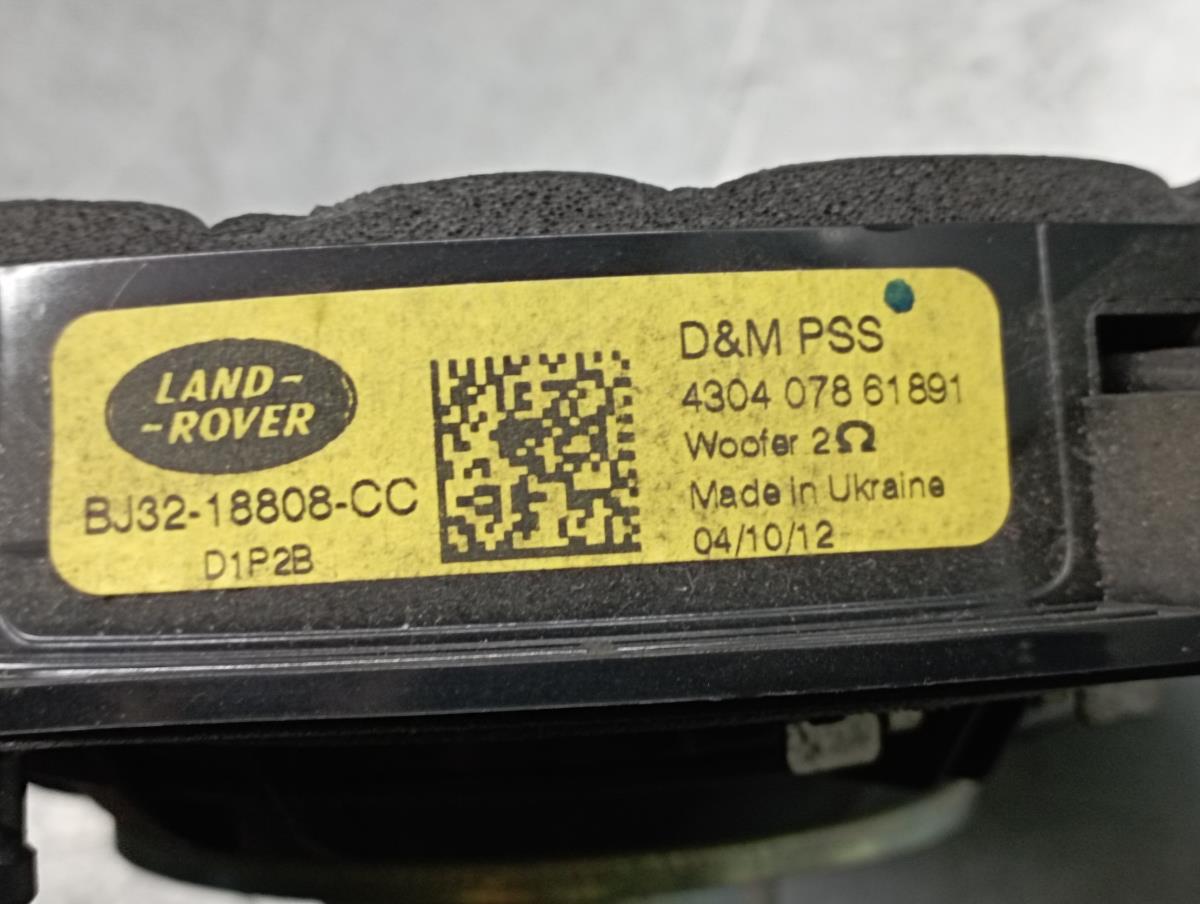 LAND-
-ROVER
BJ32-18808-CC
D1P2B
D&M PSS
4304 078 61891
Woofer 2Ω
Made in Ukraine
04/10/12